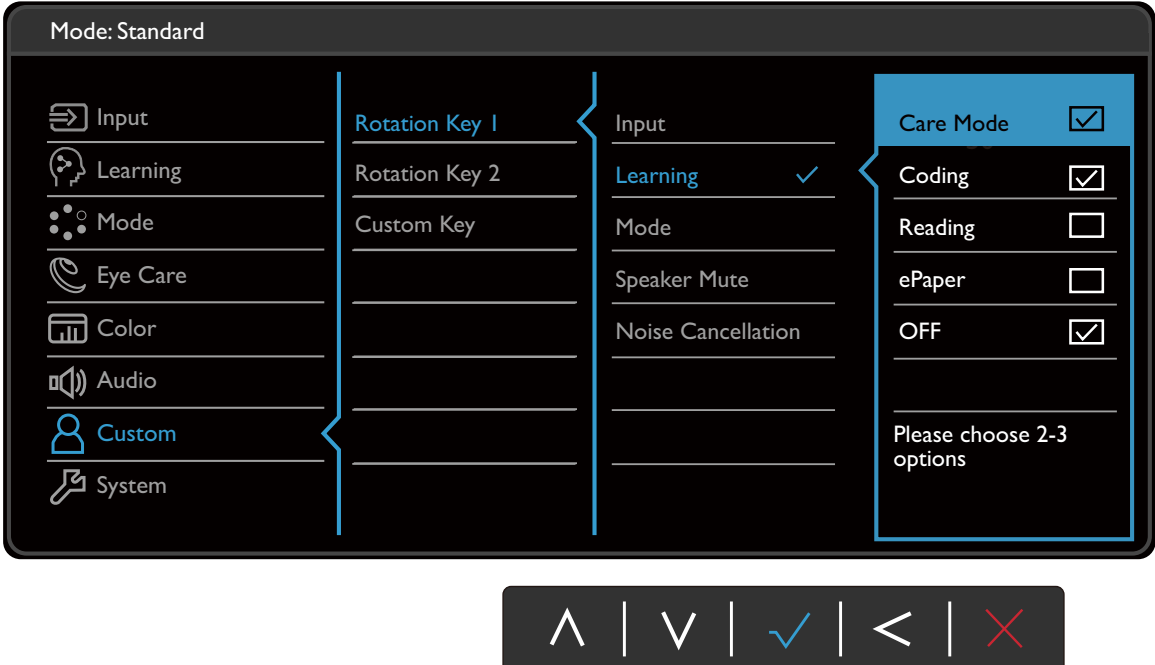 Mode: Standard
Input
Learning
Mode
Eye Care
Color
Audio
Custom
System
Rotation Key 1
Rotation Key 2
Custom Key
Input
Learning
Mode
Speaker Mute
Noise Cancellation
Care Mode
Coding
Reading
ePaper
OFF
Please choose 2-3
options